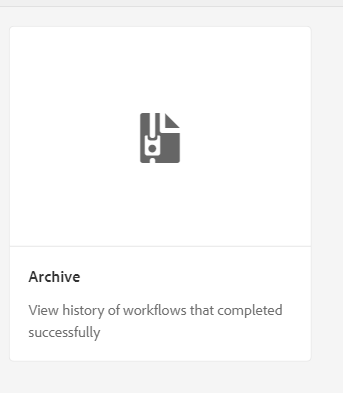 Archive
View history of workflows that completed
successfully